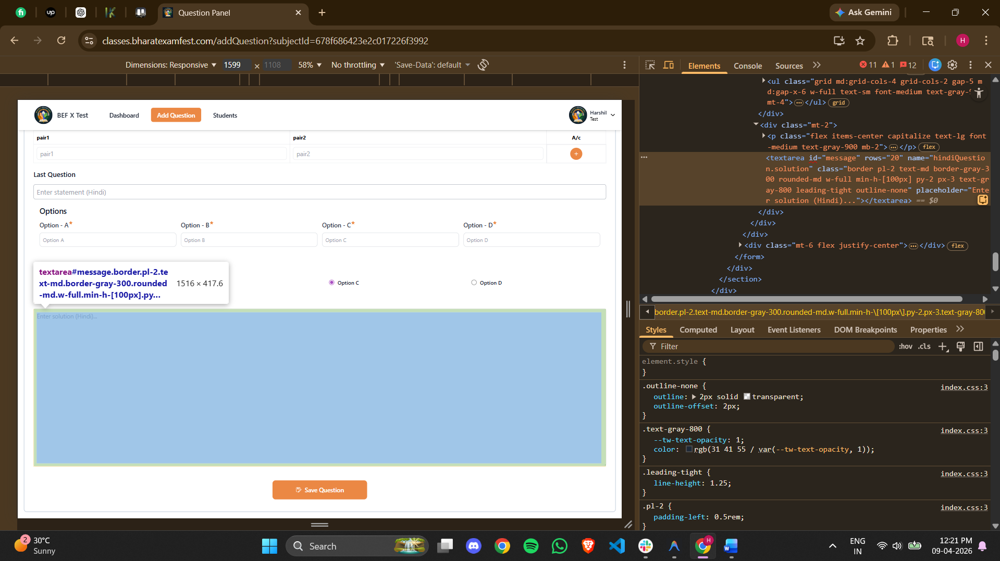 Question Panel
Ask Gemini
classes.bharatexamfest.com/addQuestion?subjectId=678f686423e2c017226f3992
H
Dimensions: Responsive 1599 × 1108 58% No throttling 'Save-Data': default
Elements Console Sources 11 1 12
BEF X Test Dashboard Add Question Students Harshil
Test
pair1 pair2 A/c
pair1 pair2 +
Last Question
Enter statement (Hindi)
Options
Option - A* Option - B* Option - C* Option - D*
Option A Option B Option C Option D
textarea#message.border.pl-2.te
xt-md.border-gray-300.rounded
-md.w-full.min-h-[100px].py...
1516 × 417.6
Option C Option D
Enter solution (Hindi)...
Save Question
<ul class="grid md:grid-cols-4 grid-cols-2 gap-5 m
d:gap-x-6 w-full text-sm font-medium text-gray-
mt-4"> </ul> grid
</div>
<div class="mt-2">
<p class="flex items-center capitalize text-lg font
-medium text-gray-900 mb-2"> </p> flex
<textarea id="message" rows="20" name="hindiQuestio
n.solution" class="border pl-2 text-md border-gray-3
00 rounded-md w-full min-h-[100px] py-2 px-3 text-gr
ay-800 leading-tight outline-none" placeholder="Ente
r solution (Hindi)..."></textarea> == $0
</div>
</div>
</div>
<div class="mt-6 flex justify-center"> </div> flex
</form>
</div>
</section>
</div>
border.pl-2.text-md.border-gray-300.rounded-md.w-full.min-h-\[100px\].py-2.px-3.text-gray-800
Styles Computed Layout Event Listeners DOM Breakpoints Properties
Filter :hov .cls
element.style {
}
.outline-none { index.css:3
outline: 2px solid transparent;
outline-offset: 2px;
}
.text-gray-800 { index.css:3
--tw-text-opacity: 1;
color: rgb(31 41 55 / var(--tw-text-opacity, 1));
}
.leading-tight { index.css:3
line-height: 1.25;
}
.pl-2 { index.css:3
padding-left: 0.5rem;
}
2 30°C
Sunny
Search
ENG
IN
12:21 PM
09-04-2026